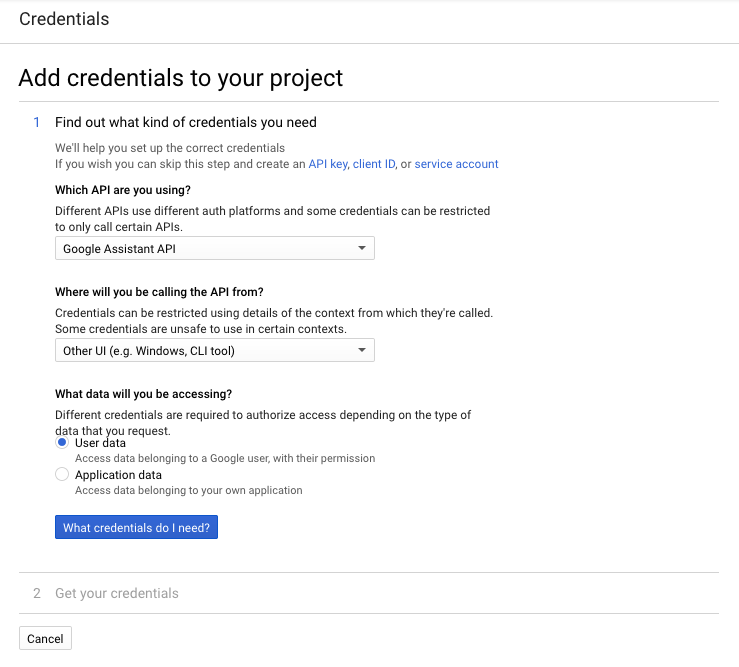 Credentials
Add credentials to your project
1 Find out what kind of credentials you need
We'll help you set up the correct credentials
If you wish you can skip this step and create an API key, client ID, or service account
Which API are you using?
Different APIs use different auth platforms and some credentials can be restricted
to only call certain APIs.
Google Assistant API
Where will you be calling the API from?
Credentials can be restricted using details of the context from which they're called.
Some credentials are unsafe to use in certain contexts.
Other UI (e.g. Windows, CLI tool)
What data will you be accessing?
Different credentials are required to authorize access depending on the type of
data that you request.
User data
Access data belonging to a Google user, with their permission
Application data
Access data belonging to your own application
What credentials do I need?
2 Get your credentials
Cancel